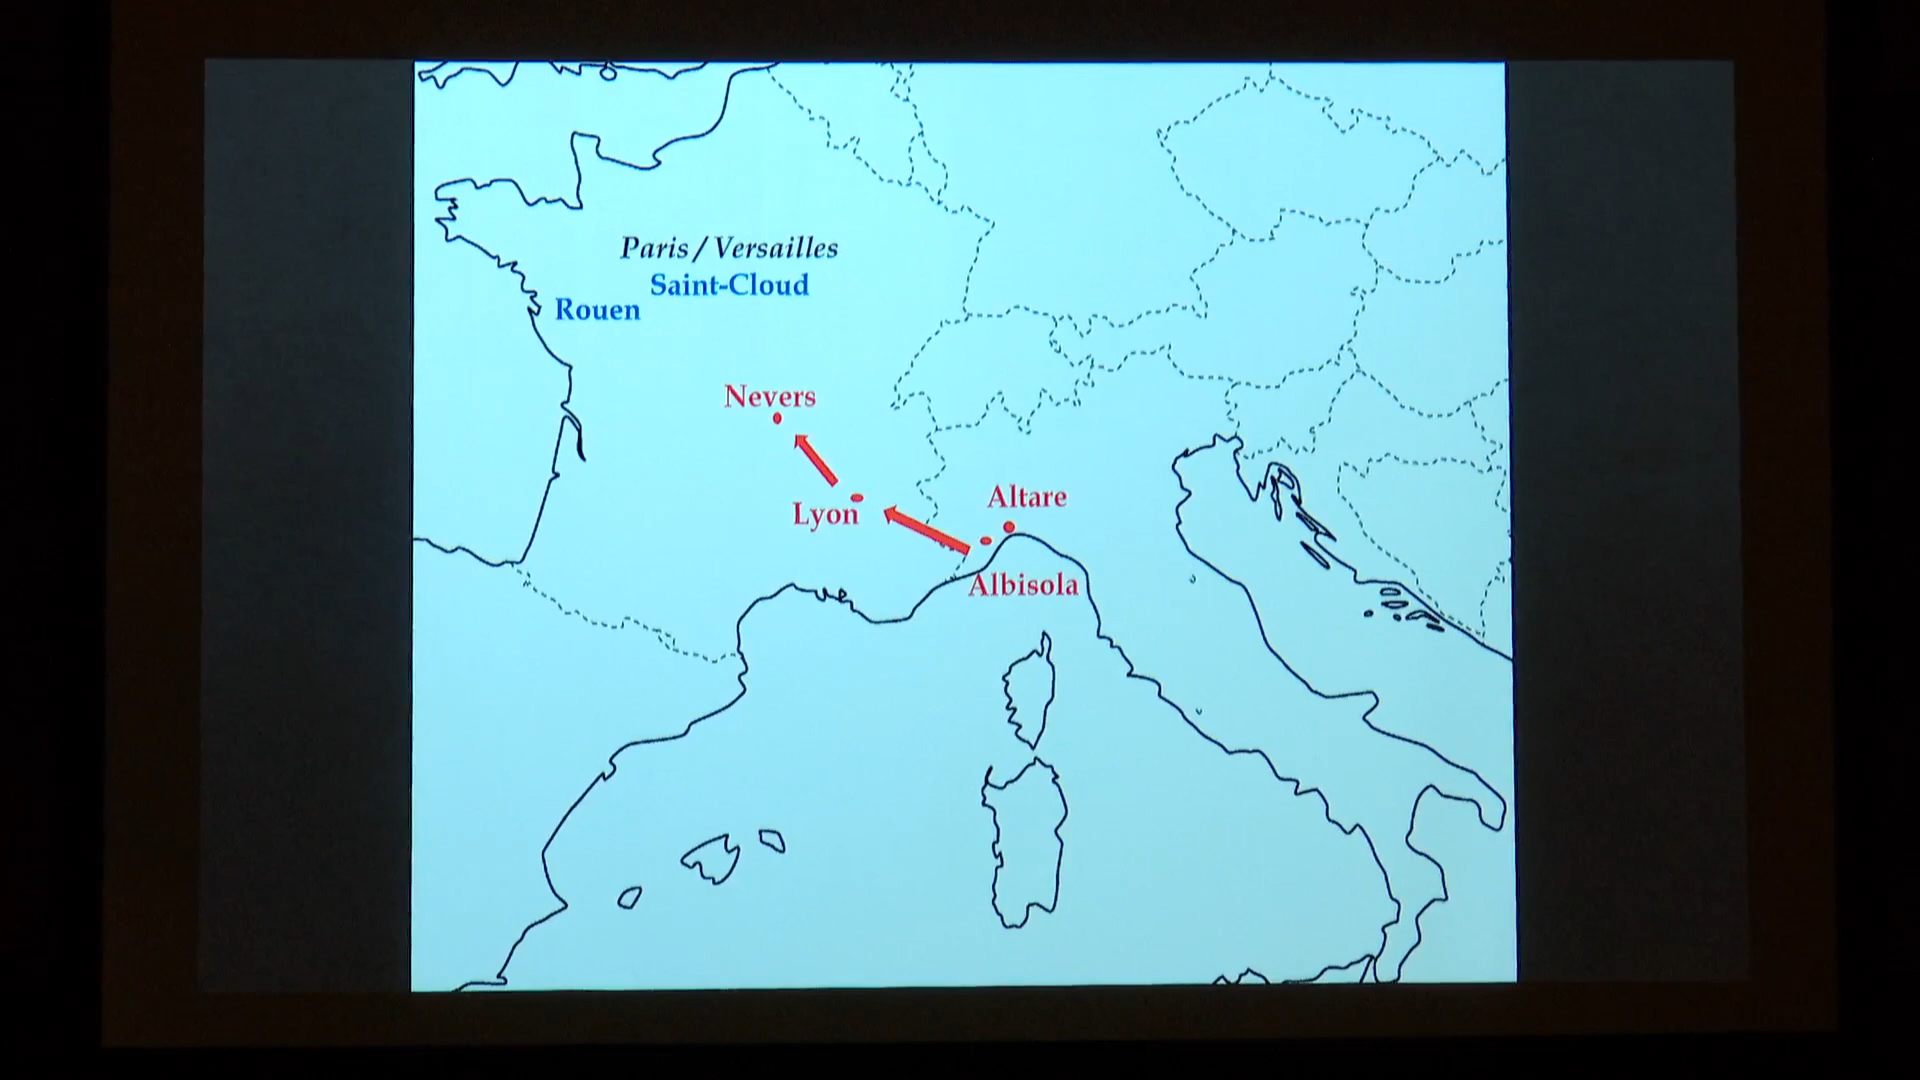 Paris / Versailles
Saint-Cloud
Rouen
Nevers
Lyon
Altare
Albisola